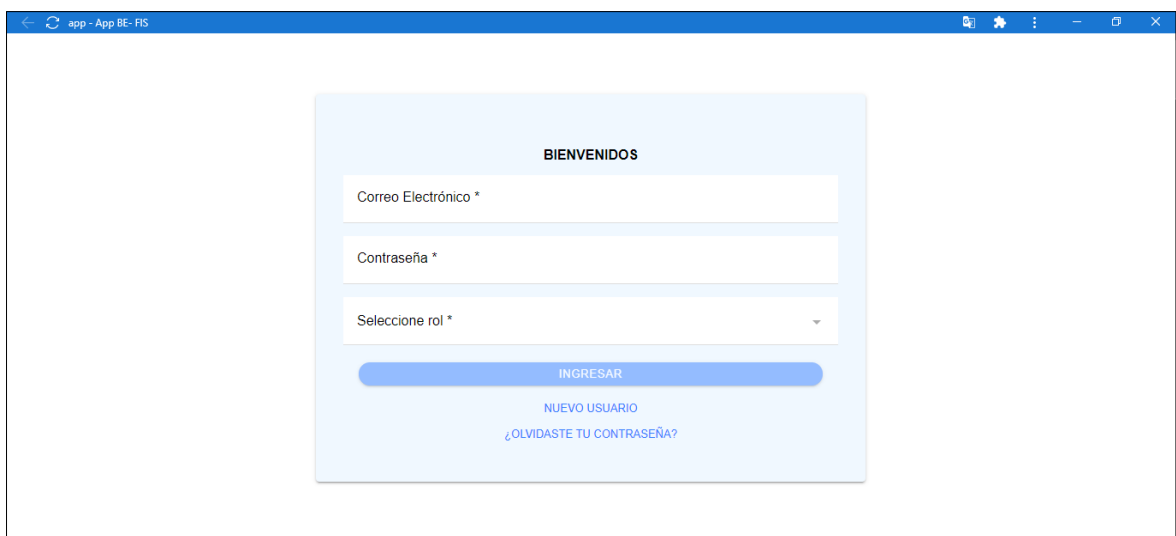 app - App BE- FIS
BIENVENIDOS
Correo Electrónico *
Contraseña *
Seleccione rol *
INGRESAR
NUEVO USUARIO
¿OLVIDASTE TU CONTRASEÑA?